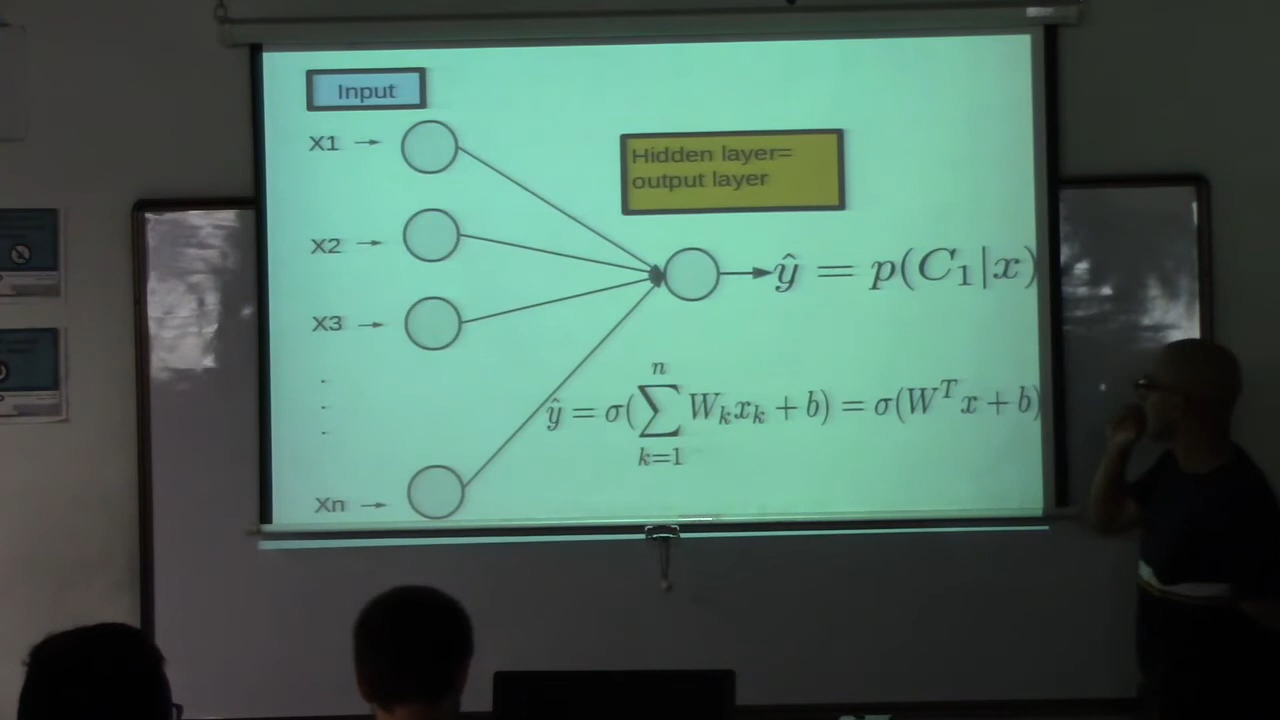 Input
X1
Hidden layer=
output layer
X2
ŷ = p(C₁|x)
X3
.
.
.
ŷ = σ(∑ₖ₌₁ⁿ Wₖxₖ + b) = σ(Wᵀx + b)
Xn